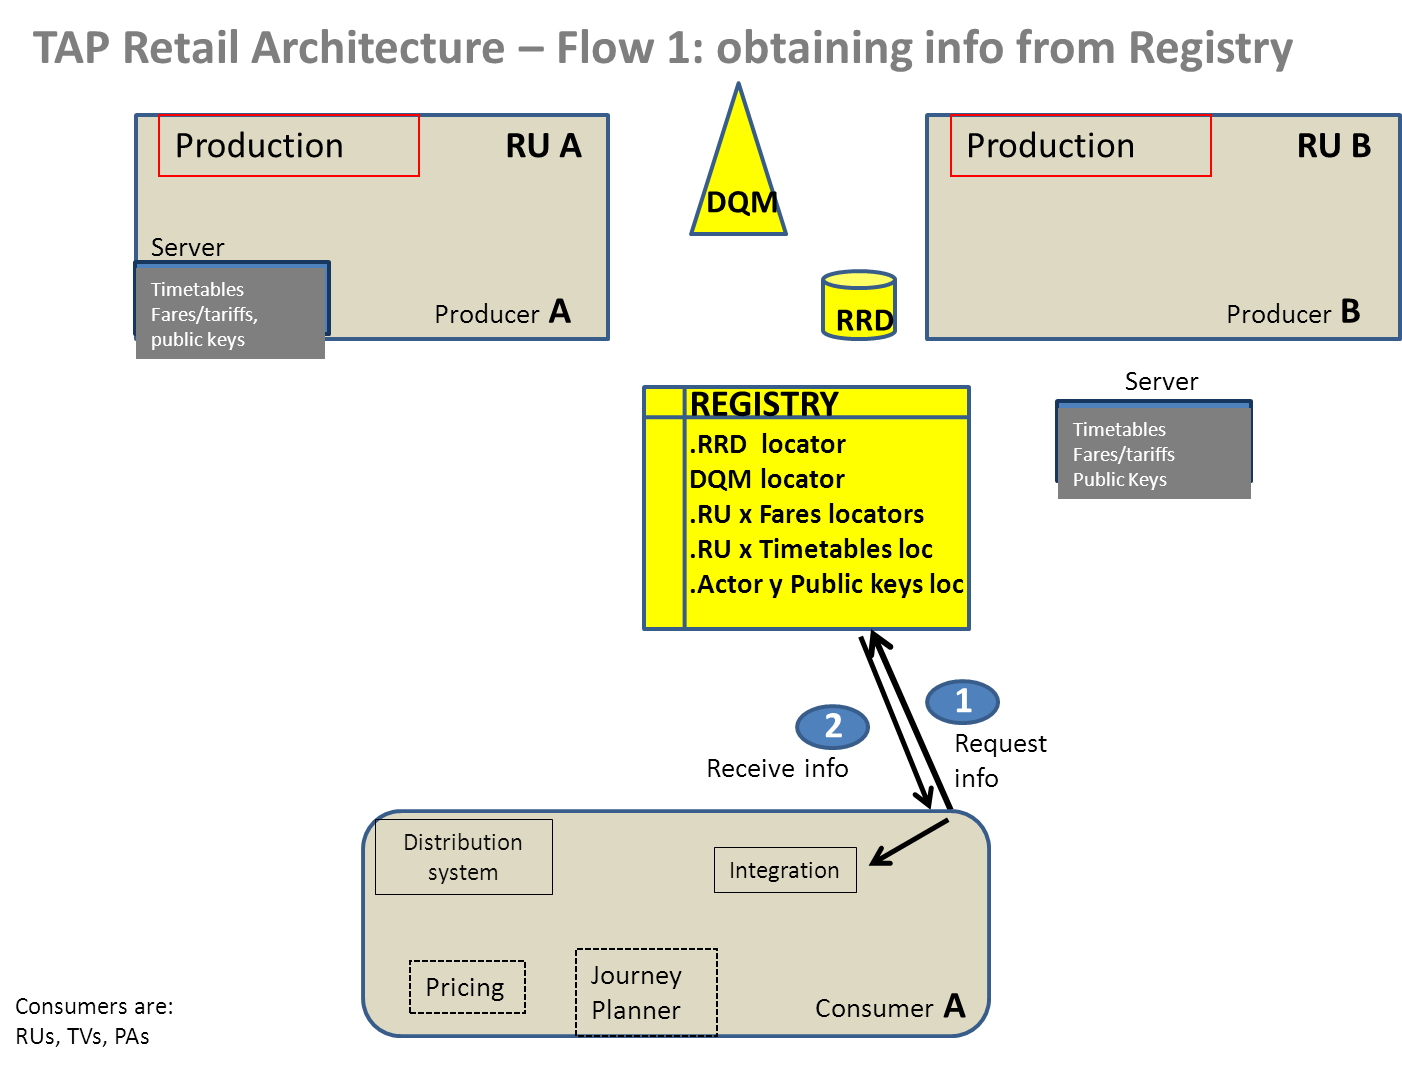 TAP Retail Architecture – Flow 1: obtaining info from Registry
Production
RU A
Server
Timetables
Fares/tariffs,
public keys
Producer A
DQM
RRD
Production
RU B
Producer B
Server
Timetables
Fares/tariffs
Public Keys
REGISTRY
.RRD locator
DQM locator
.RU x Fares locators
.RU x Timetables loc
.Actor y Public keys loc
1
Request
info
2
Receive info
Distribution
system
Integration
Pricing
Journey
Planner
Consumer A
Consumers are:
RUs, TVs, PAs